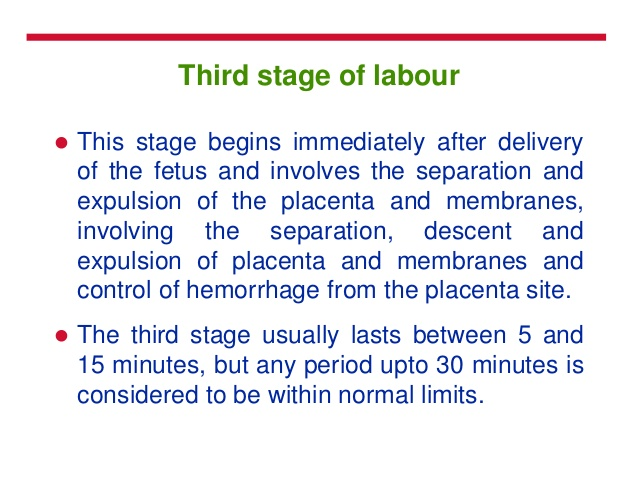 Third stage of labour
● This stage begins immediately after delivery
of the fetus and involves the separation and
expulsion of the placenta and membranes,
involving the separation, descent and
expulsion of placenta and membranes and
control of hemorrhage from the placenta site.
● The third stage usually lasts between 5 and
15 minutes, but any period upto 30 minutes is
considered to be within normal limits.